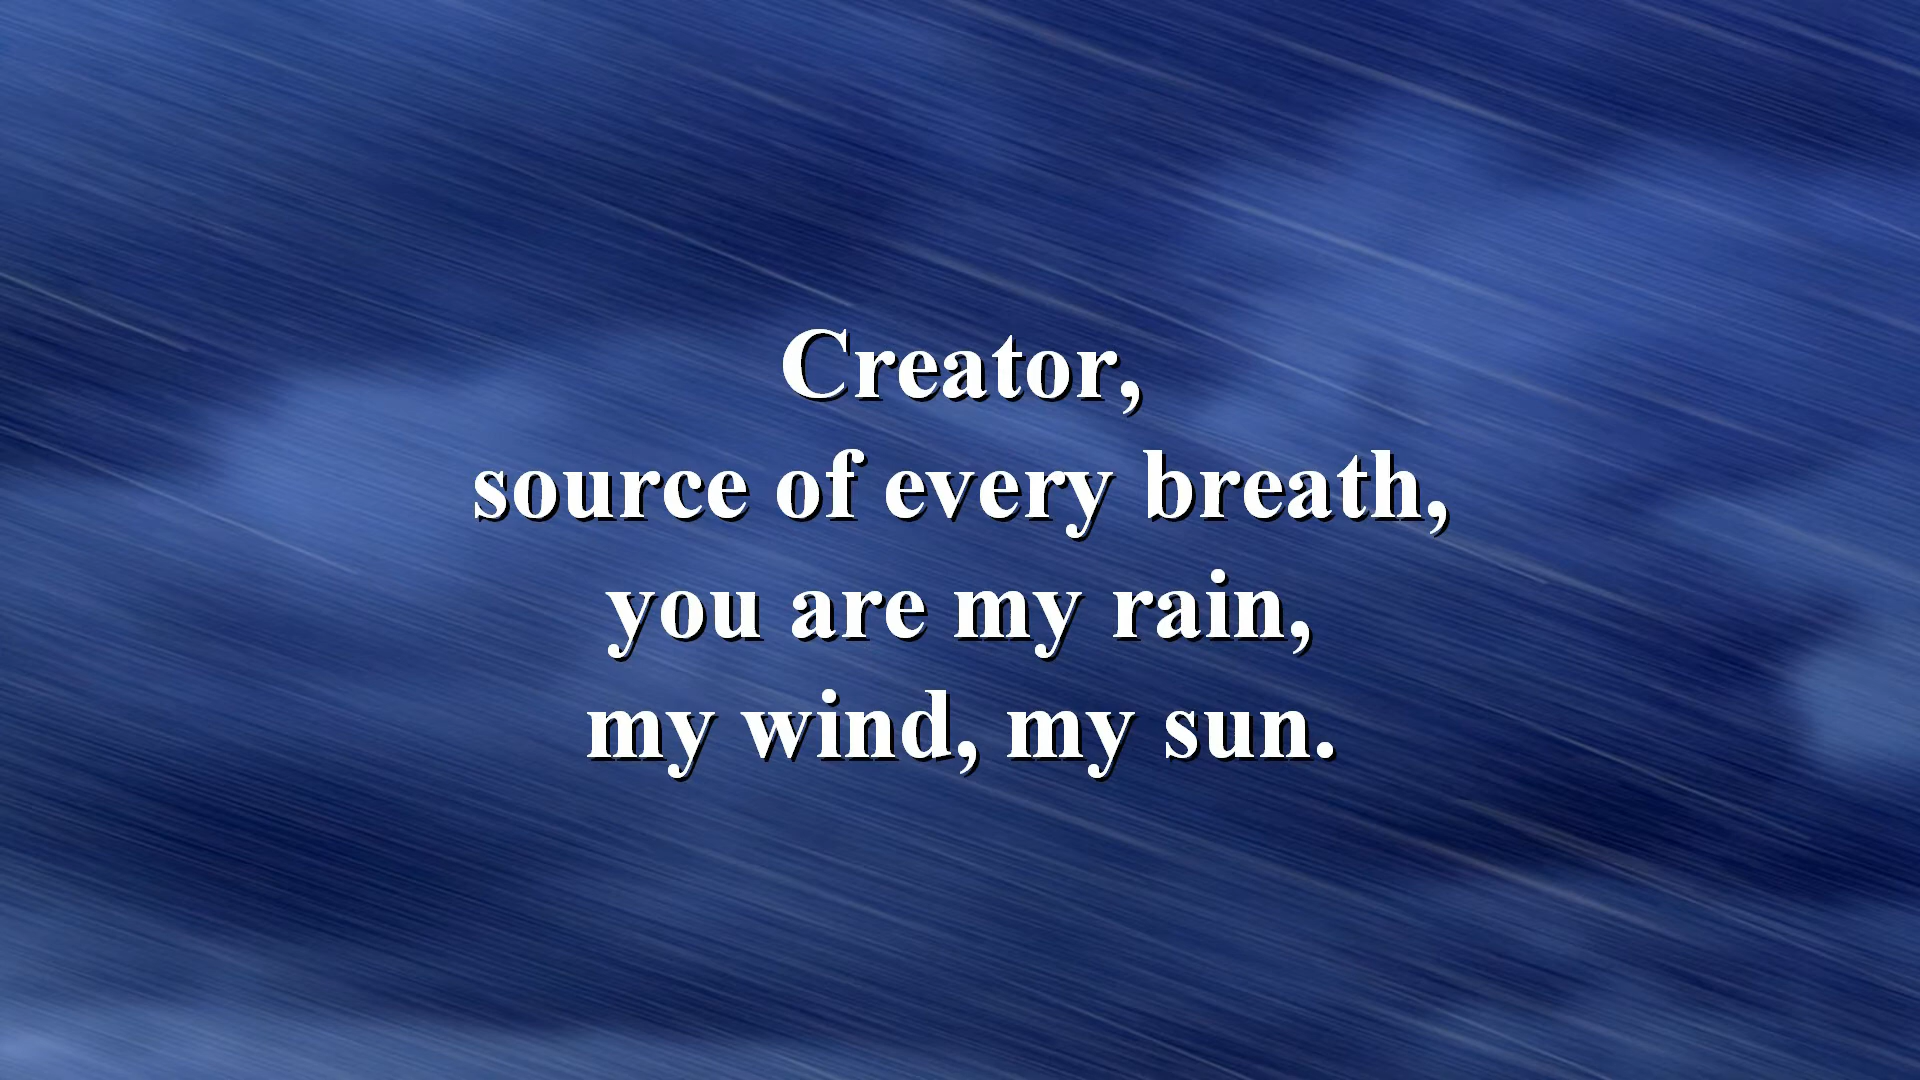 Creator,
source of every breath,
you are my rain,
my wind, my sun.